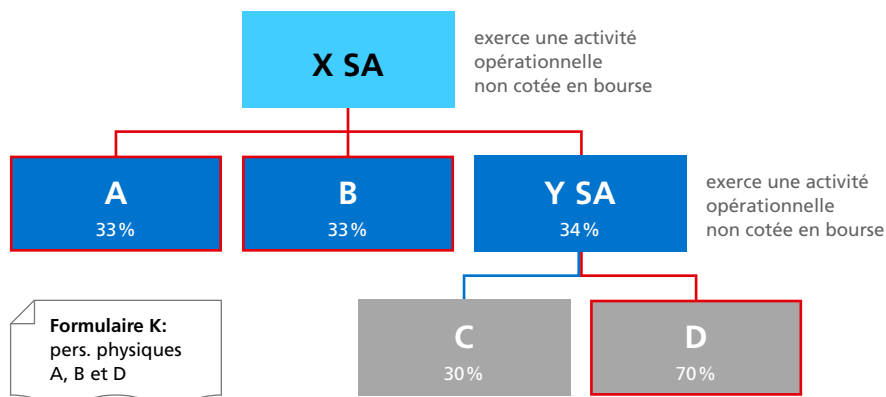 X SA
exerce une activité
opérationnelle
non cotée en bourse
A
33 %
B
33 %
Y SA
34 %
exerce une activité
opérationnelle
non cotée en bourse
Formulaire K:
pers. physiques
A, B et D
C
30 %
D
70 %